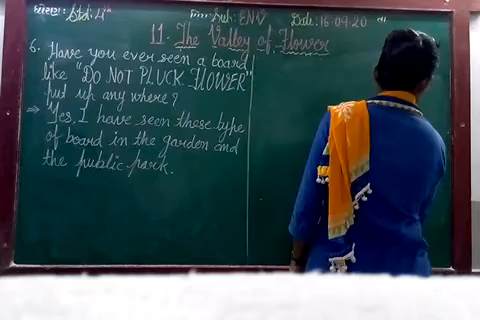 धोरण:- Std: 4th Sub: ENV Date: 16-09-20
11. The Valley of Flower
6. Have you ever seen a board
like "DO NOT PLUCK FLOWER"
put up any where?
⇒ Yes, I have seen these type
of board in the garden and
the public park.